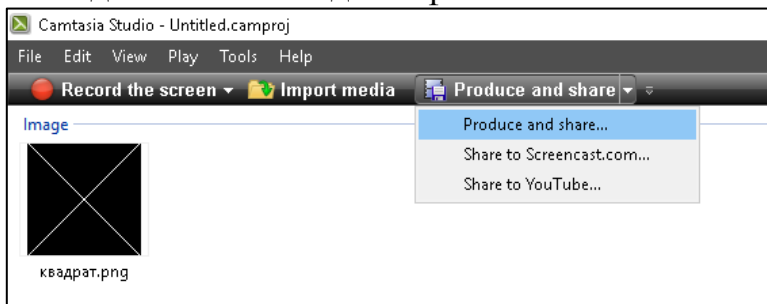 Camtasia Studio - Untitled.camproj
File Edit View Play Tools Help
Record the screen Import media Produce and share
Image
Produce and share...
Share to Screencast.com...
Share to YouTube...
квадрат.png